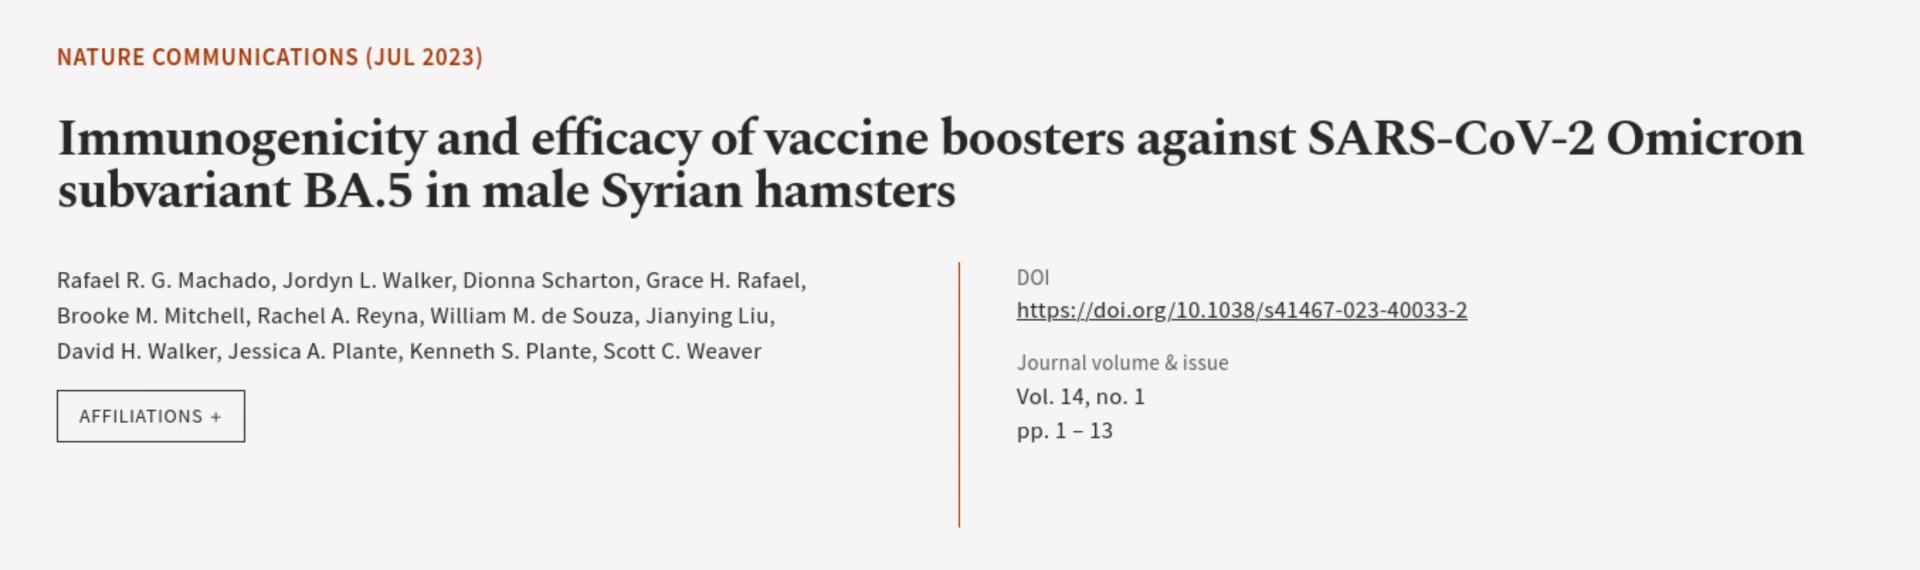 NATURE COMMUNICATIONS (JUL 2023)
Immunogenicity and efficacy of vaccine boosters against SARS-CoV-2 Omicron
subvariant BA.5 in male Syrian hamsters
Rafael R. G. Machado, Jordyn L. Walker, Dionna Scharton, Grace H. Rafael,
Brooke M. Mitchell, Rachel A. Reyna, William M. de Souza, Jianying Liu,
David H. Walker, Jessica A. Plante, Kenneth S. Plante, Scott C. Weaver
AFFILIATIONS +
DOI
https://doi.org/10.1038/s41467-023-40033-2
Journal volume & issue
Vol. 14, no. 1
pp. 1 – 13